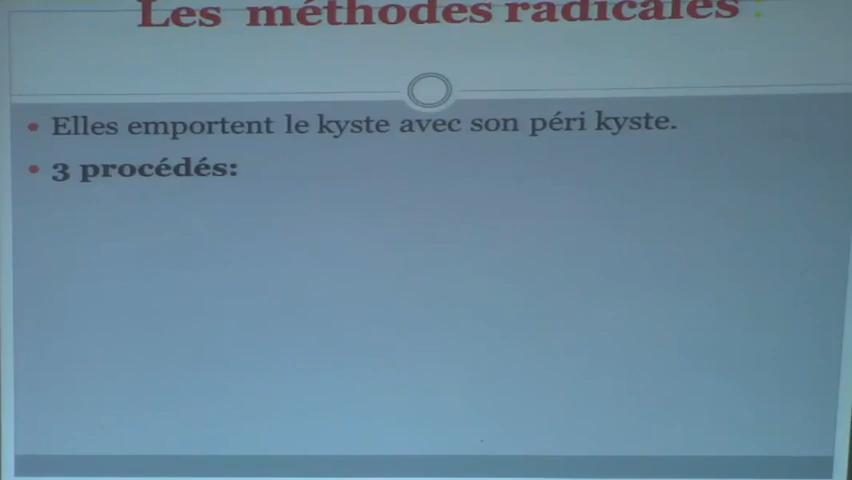 Les méthodes radicales :
• Elles emportent le kyste avec son péri kyste.
• 3 procédés: